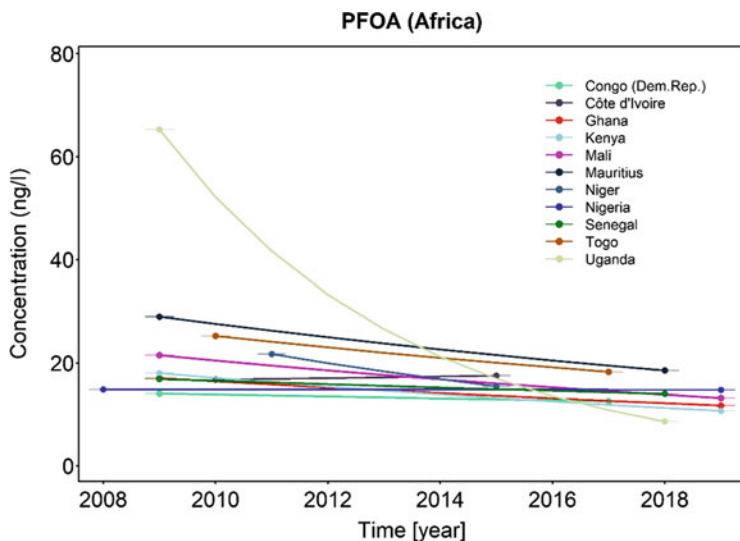 PFOA (Africa)
Concentration (ng/l)
80
60
40
20
0
Congo (Dem.Rep.)
Côte d'Ivoire
Ghana
Kenya
Mali
Mauritius
Niger
Nigeria
Senegal
Togo
Uganda
2008 2010 2012 2014 2016 2018
Time [year]